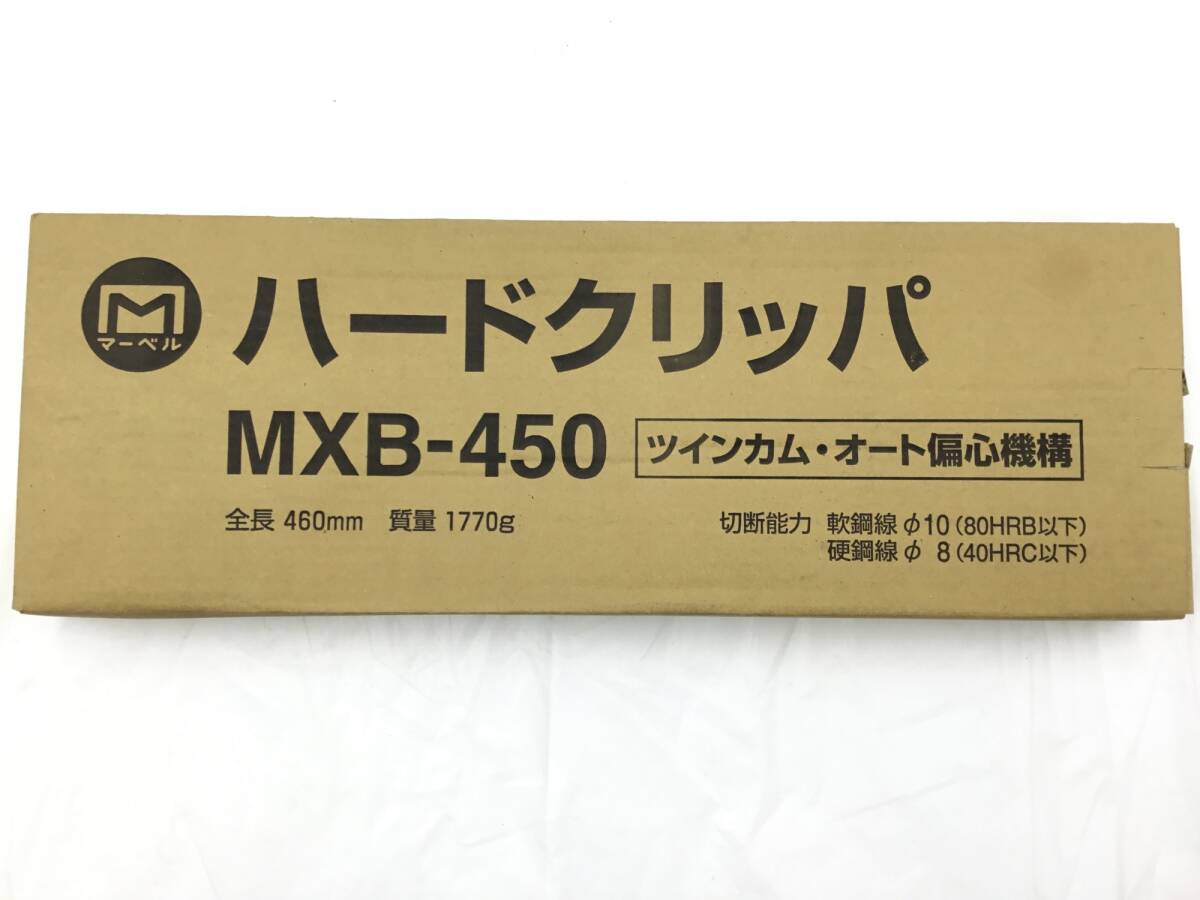 M
マーベル
ハードクリッパ
MXB-450 ツインカム・オート偏心機構
全長 460mm 質量 1770g 切断能力 軟鋼線 φ10 (80HRB以下)
硬鋼線 φ 8 (40HRC以下)